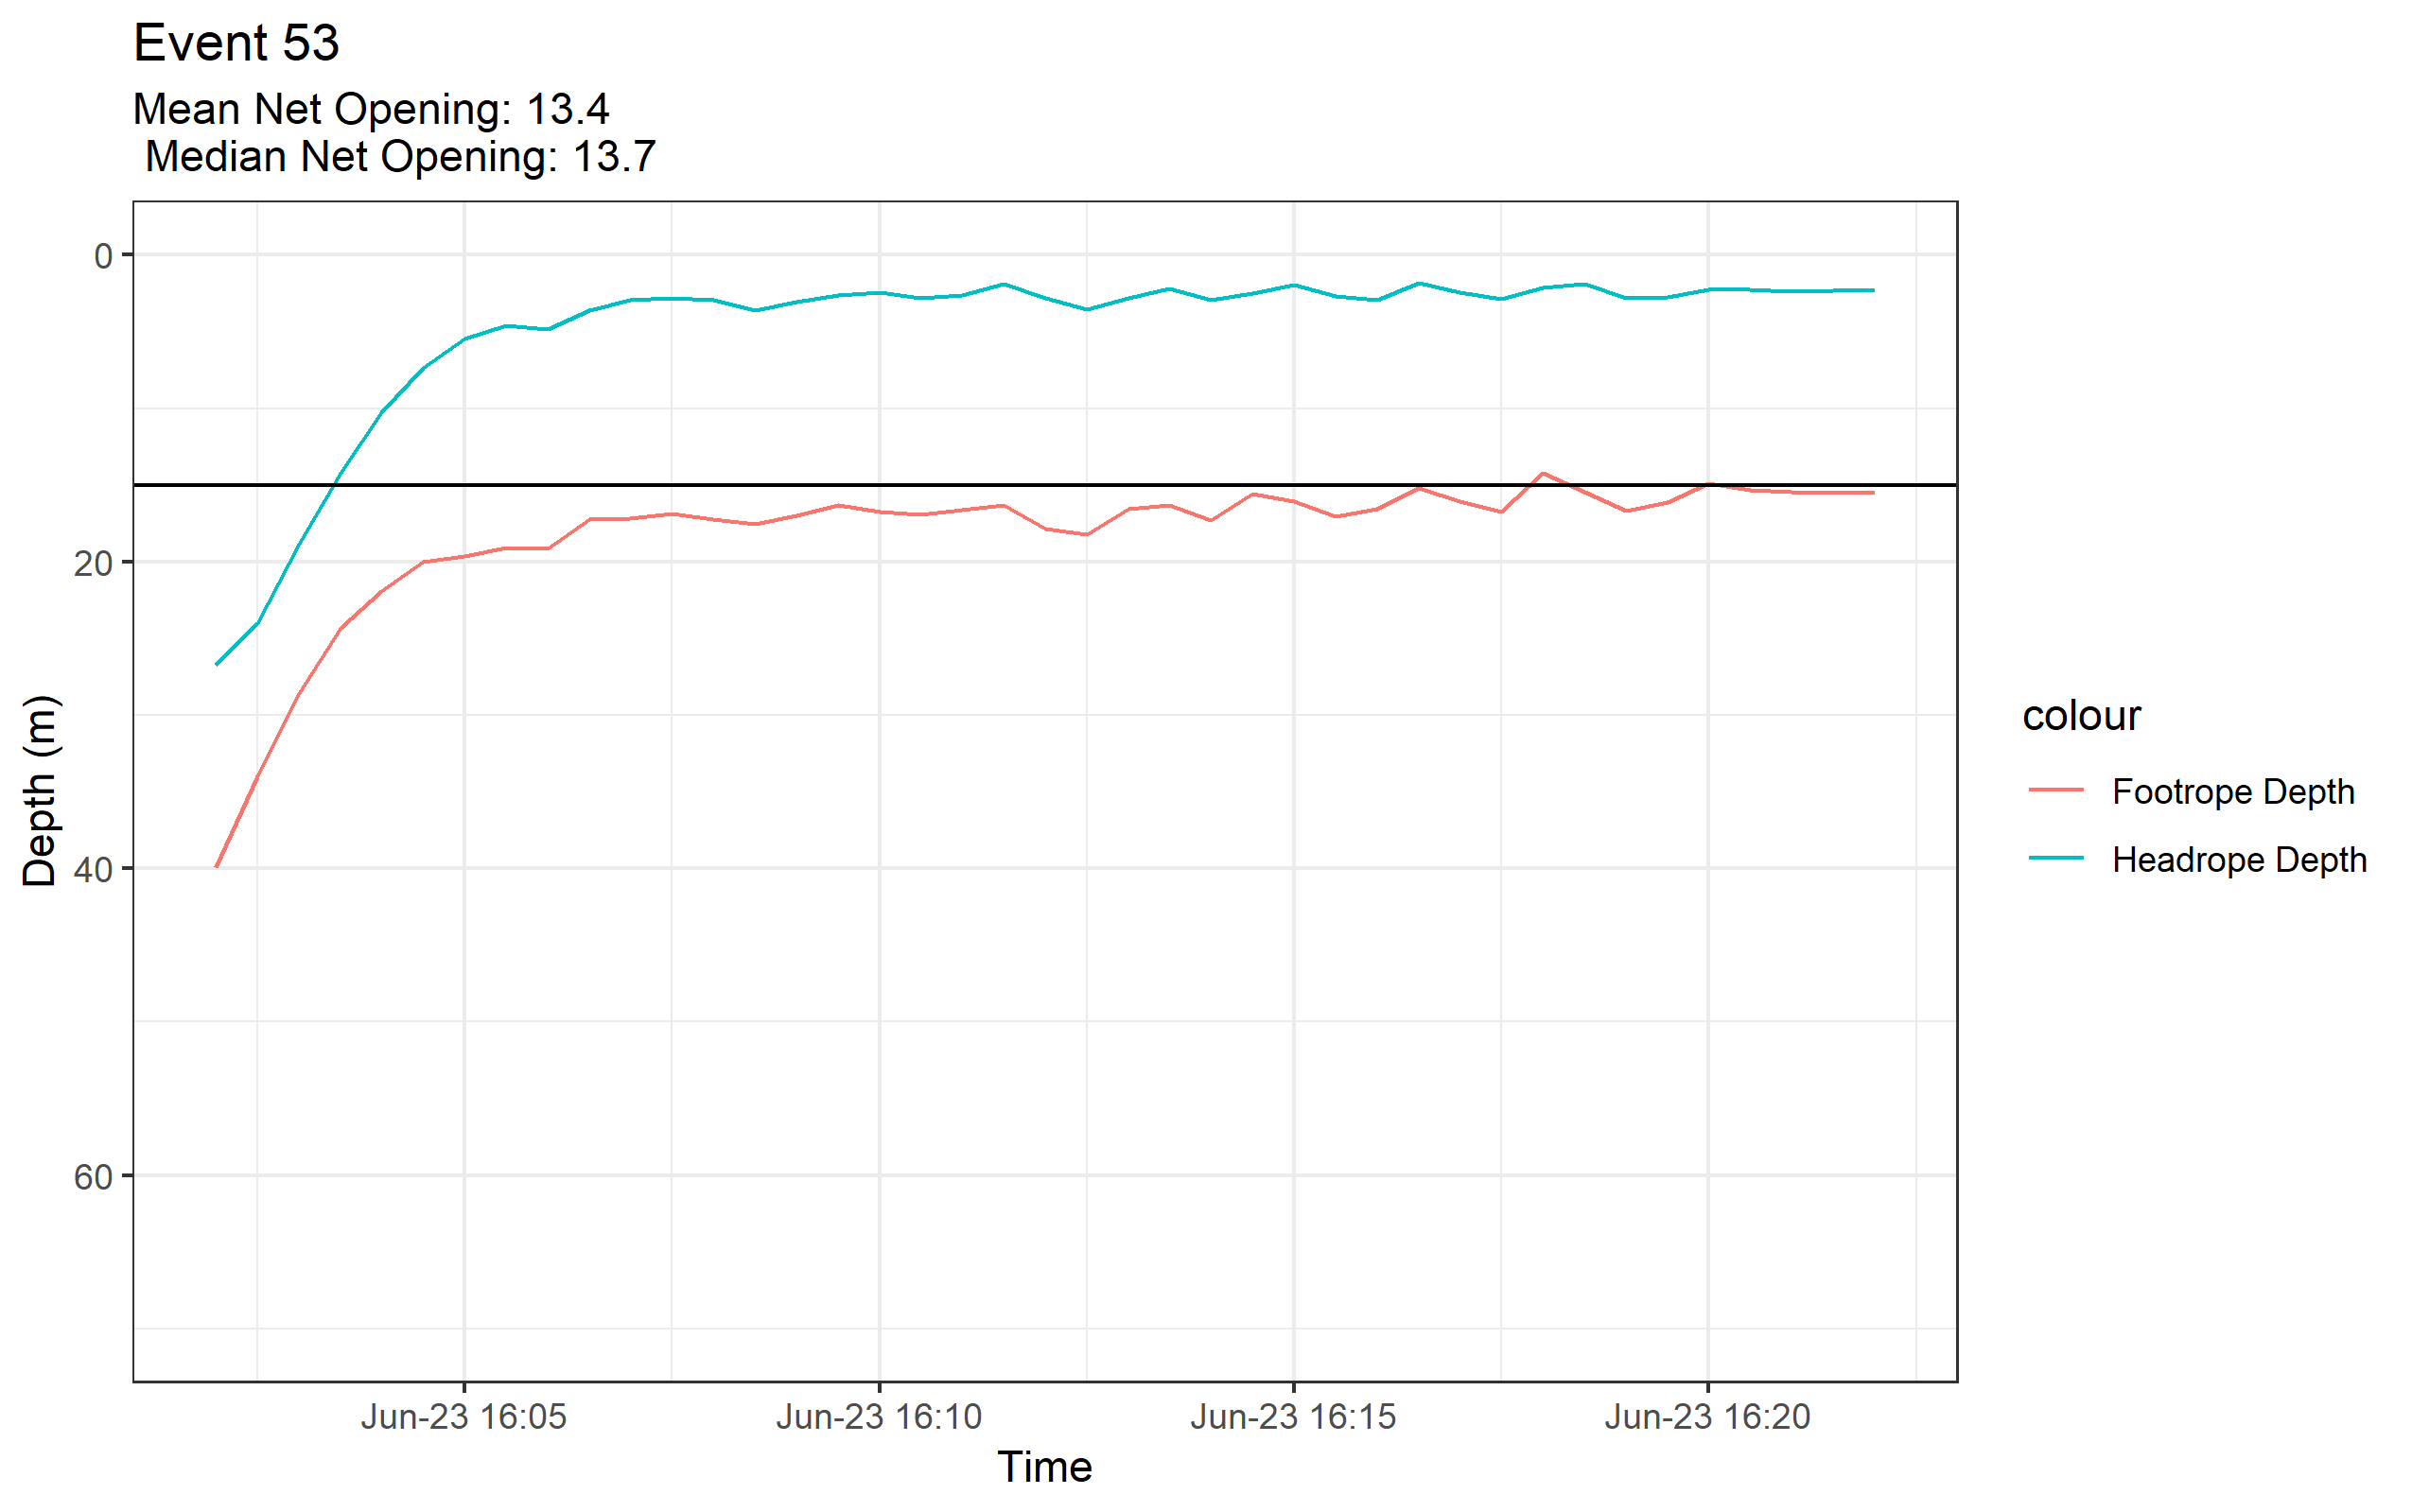 Event 53
Mean Net Opening: 13.4
Median Net Opening: 13.7
0
20
40
60
Depth (m)
Jun-23 16:05
Jun-23 16:10
Jun-23 16:15
Jun-23 16:20
Time
colour
Footrope Depth
Headrope Depth